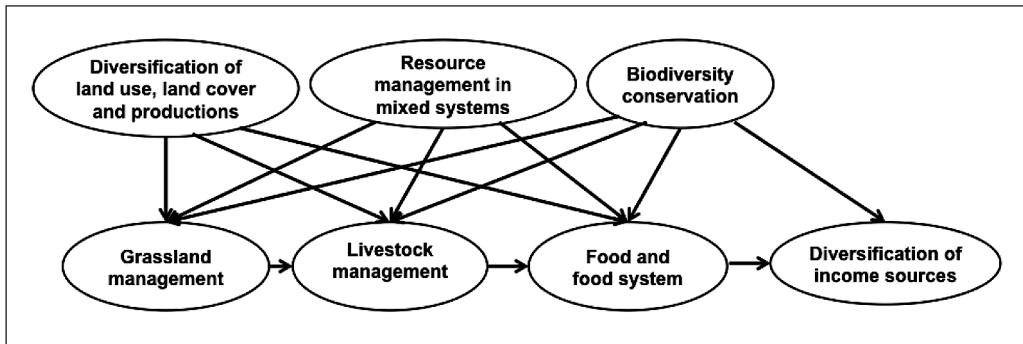 Diversification of
land use, land cover
and productions
Resource
management in
mixed systems
Biodiversity
conservation
Grassland
management
Livestock
management
Food and
food system
Diversification of
income sources